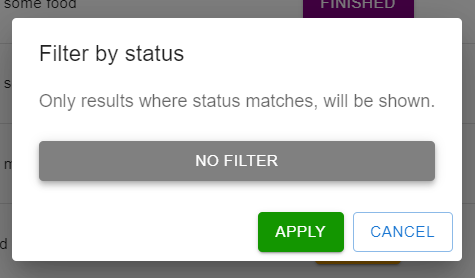 some food
FINISHED
Filter by status
Only results where status matches, will be shown.
NO FILTER
APPLY
CANCEL